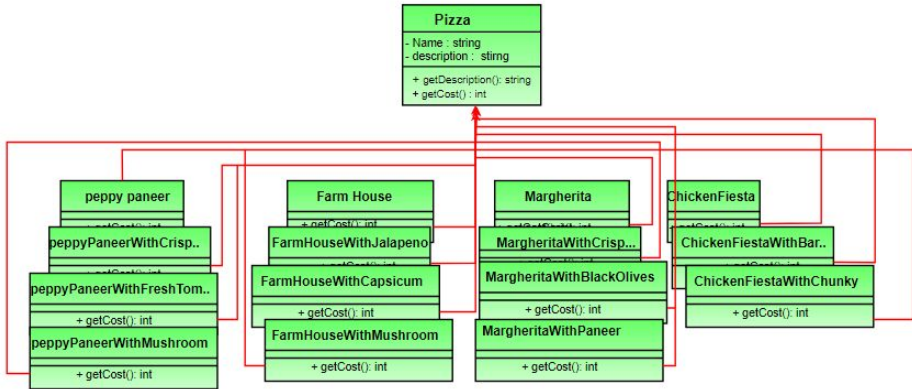 Pizza
- Name : string
- description : stirng
+ getDescription(): string
+ getCost() : int
peppy paneer
Farm House
Margherita
ChickenFiesta
+ getCost(): int
peppyPaneerWithCrisp..
FarmHouseWithJalapeno
MargheritaWithCrisp...
ChickenFiestaWithBar..
peppyPaneerWithFreshTom..
FarmHouseWithCapsicum
MargheritaWithBlackOlives
ChickenFiestaWithChunky
+ getCost(): int
+ getCost(): int
+ getCost(): int
+ getCost(): int
peppyPaneerWithMushroom
FarmHouseWithMushroom
MargheritaWithPaneer
+ getCost(): int
+ getCost(): int
+ getCost(): int